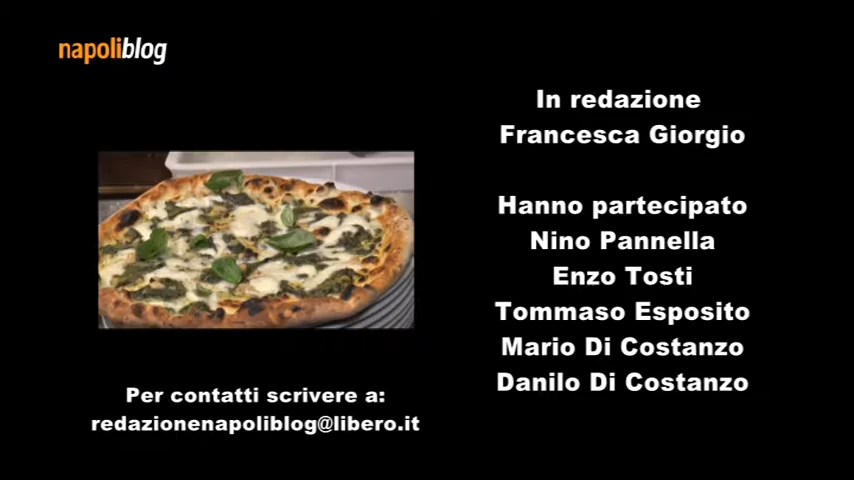 napoliblog
In redazione
Francesca Giorgio
Hanno partecipato
Nino Pannella
Enzo Tosti
Tommaso Esposito
Mario Di Costanzo
Danilo Di Costanzo
Per contatti scrivere a:
redazionenapoliblog@libero.it